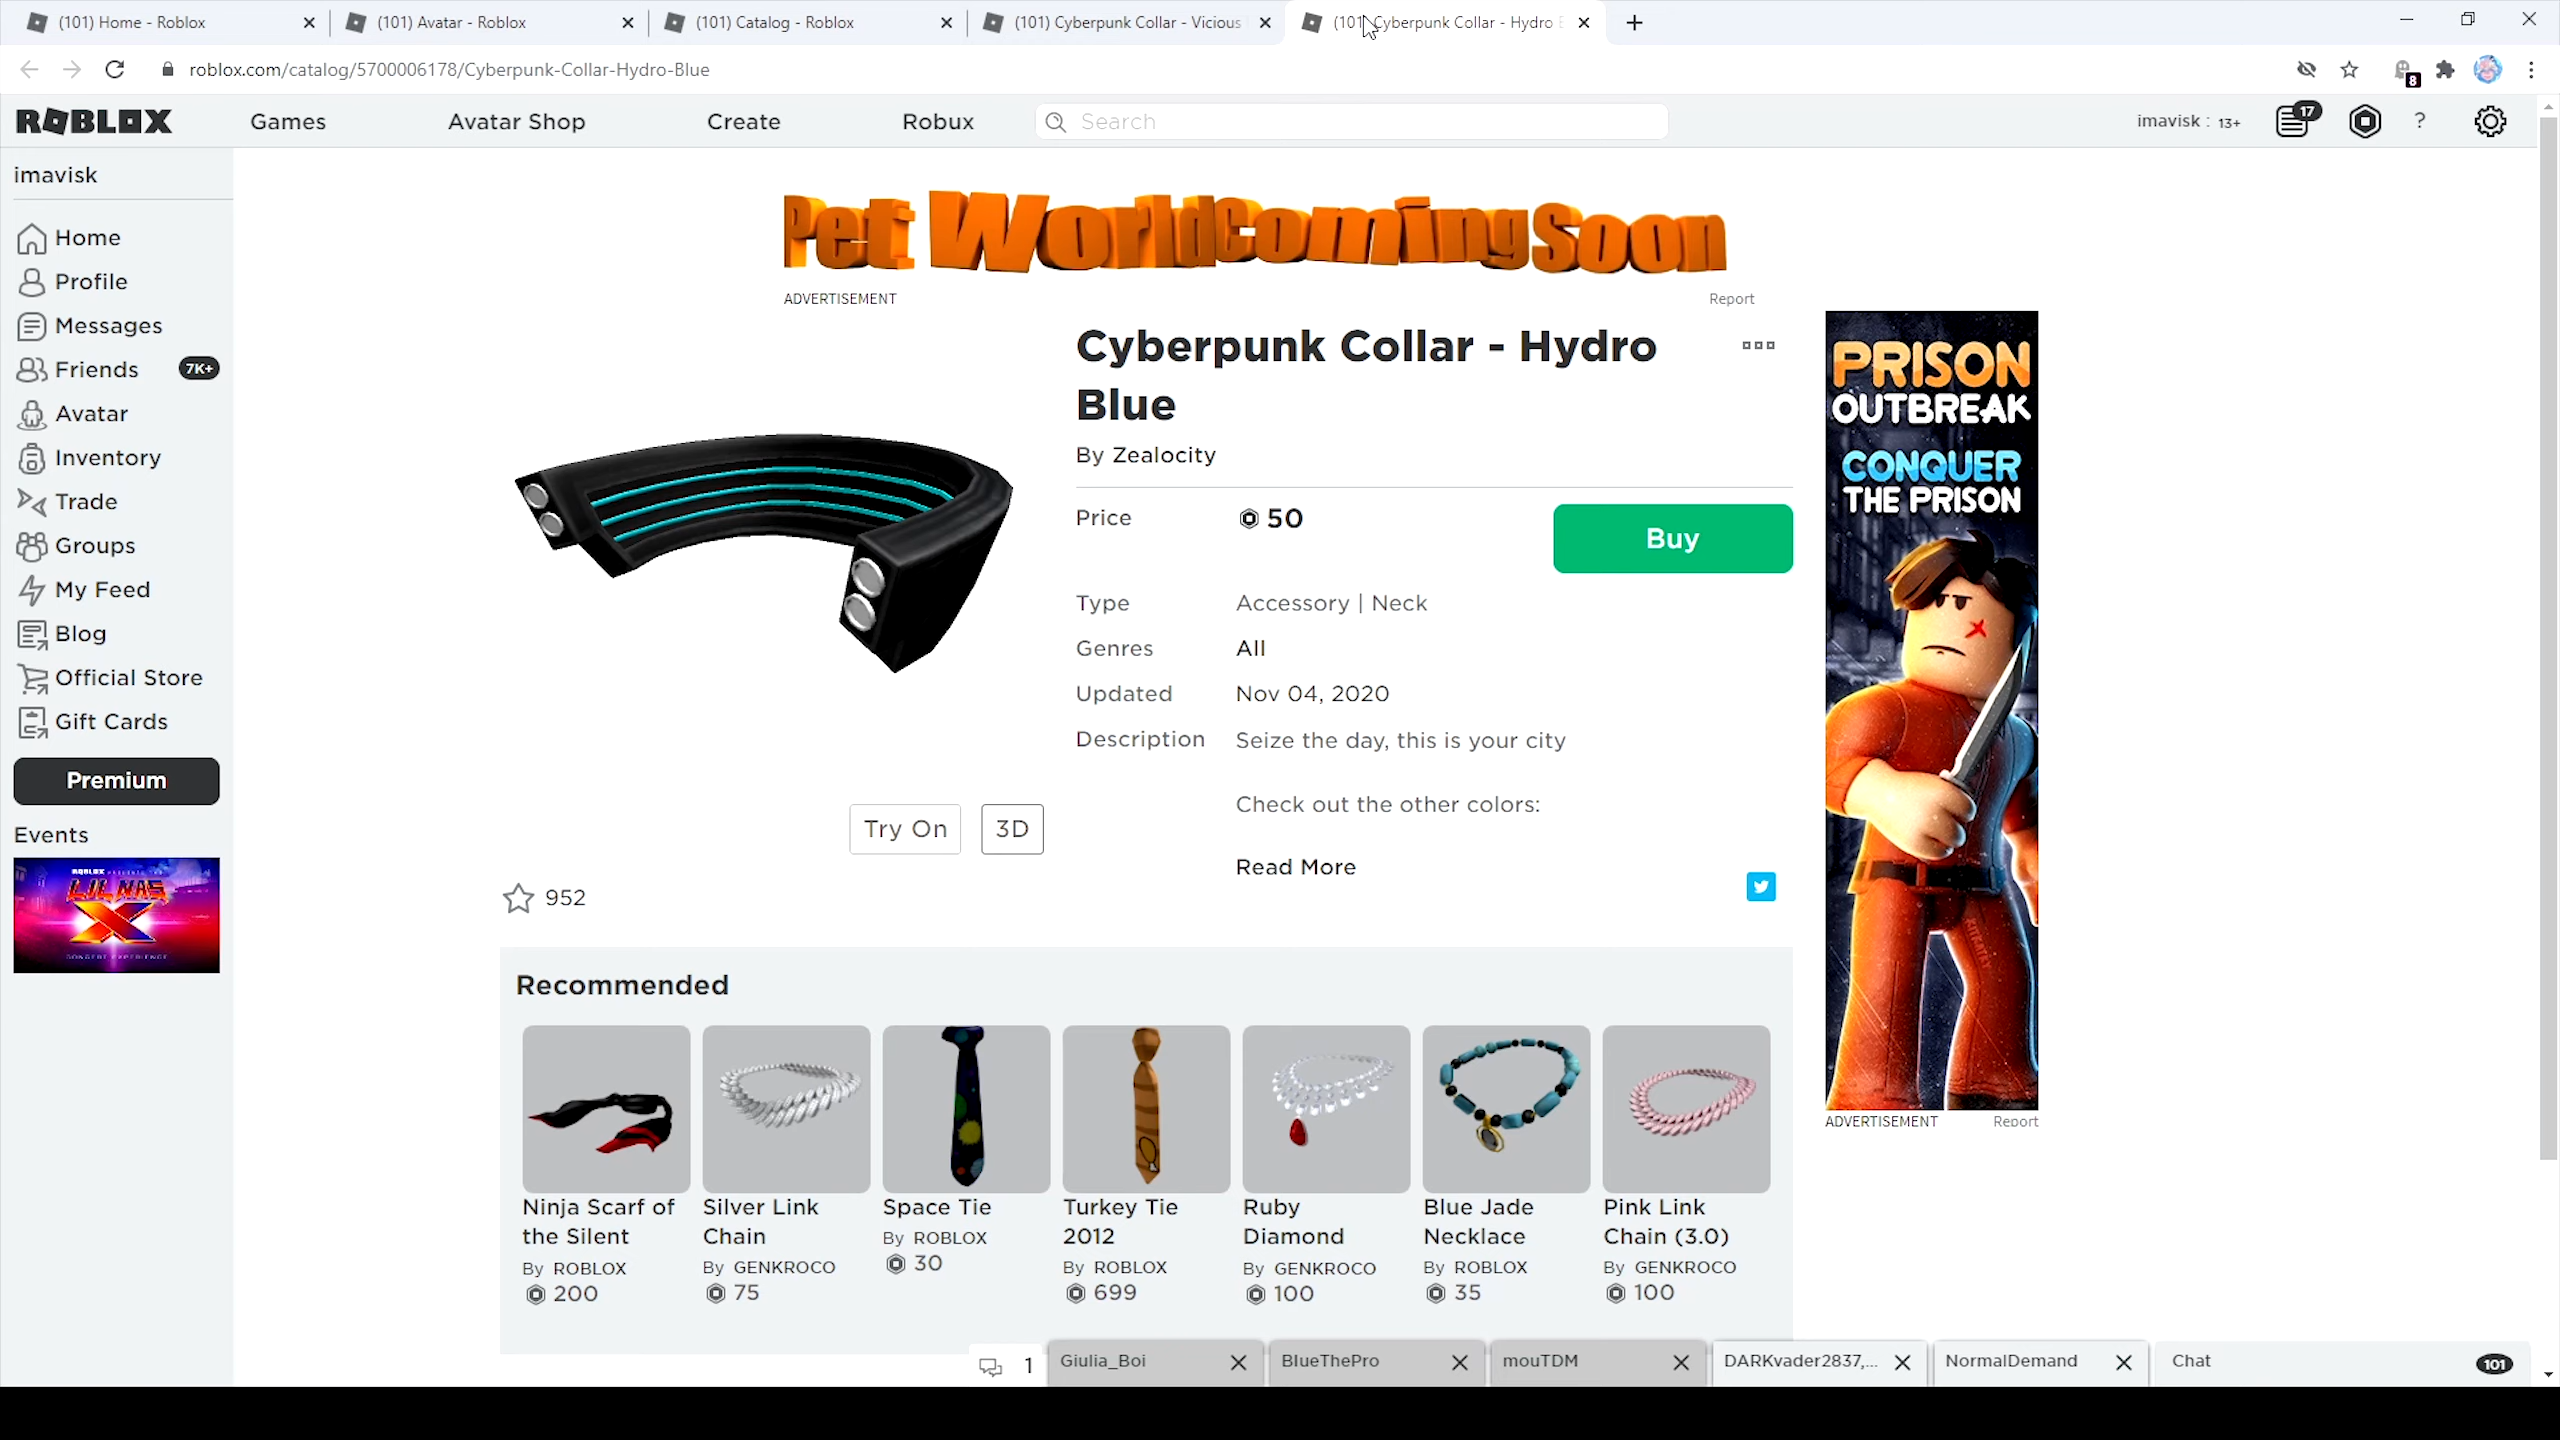 (101) Home - Roblox
(101) Avatar - Roblox
(101) Catalog - Roblox
(101) Cyberpunk Collar - Vicious
(101) Cyberpunk Collar - Hydro
roblox.com/catalog/5700006178/Cyberpunk-Collar-Hydro-Blue
8
ROBLOX
Games
Avatar Shop
Create
Robux
Search
imavisk : 13+
17
?
imavisk
Home
Profile
Messages
Friends 7K+
Avatar
Inventory
Trade
Groups
My Feed
Blog
Official Store
Gift Cards
Premium
Events
ROBLOX PRESENTS THE
LIL NAS
X
CONCERT EXPERIENCE
Pet World Coming Soon
ADVERTISEMENT
Report
Cyberpunk Collar - Hydro
Blue
By Zealocity
Price 50
Buy
Type Accessory | Neck
Genres All
Updated Nov 04, 2020
Description Seize the day, this is your city
Check out the other colors:
Read More
Try On
3D
952
PRISON
OUTBREAK
CONQUER
THE PRISON
ADVERTISEMENT
Report
Recommended
Ninja Scarf of
the Silent
By ROBLOX
200
Silver Link
Chain
By GENKROCO
75
Space Tie
By ROBLOX
30
Turkey Tie
2012
By ROBLOX
699
Ruby
Diamond
By GENKROCO
100
Blue Jade
Necklace
By ROBLOX
35
Pink Link
Chain (3.0)
By GENKROCO
100
1
Giulia_Boi
BlueThePro
mouTDM
DARKvader2837,...
NormalDemand
Chat
101